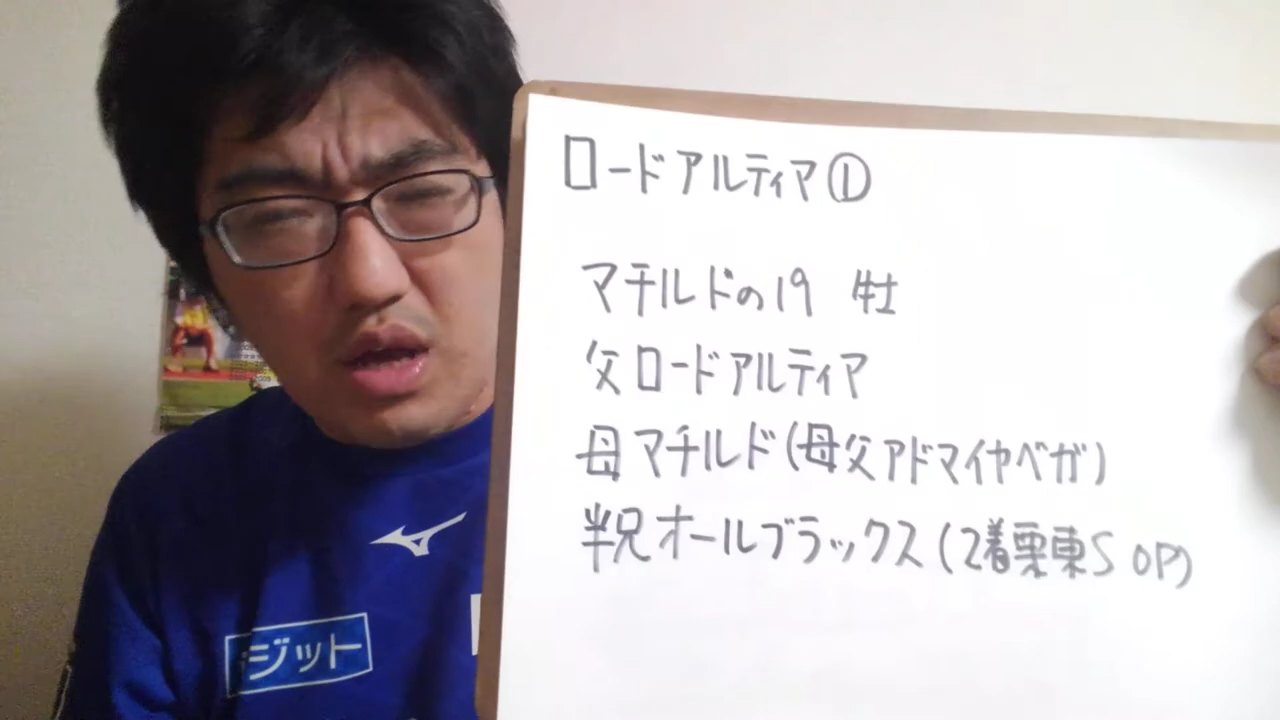 ロードアルティマ①
マチルドの19 牡
父ロードアルティマ
母マチルド(母父アドマイヤベガ)
半兄オールブラックス(2着栗東S OP)
ジット